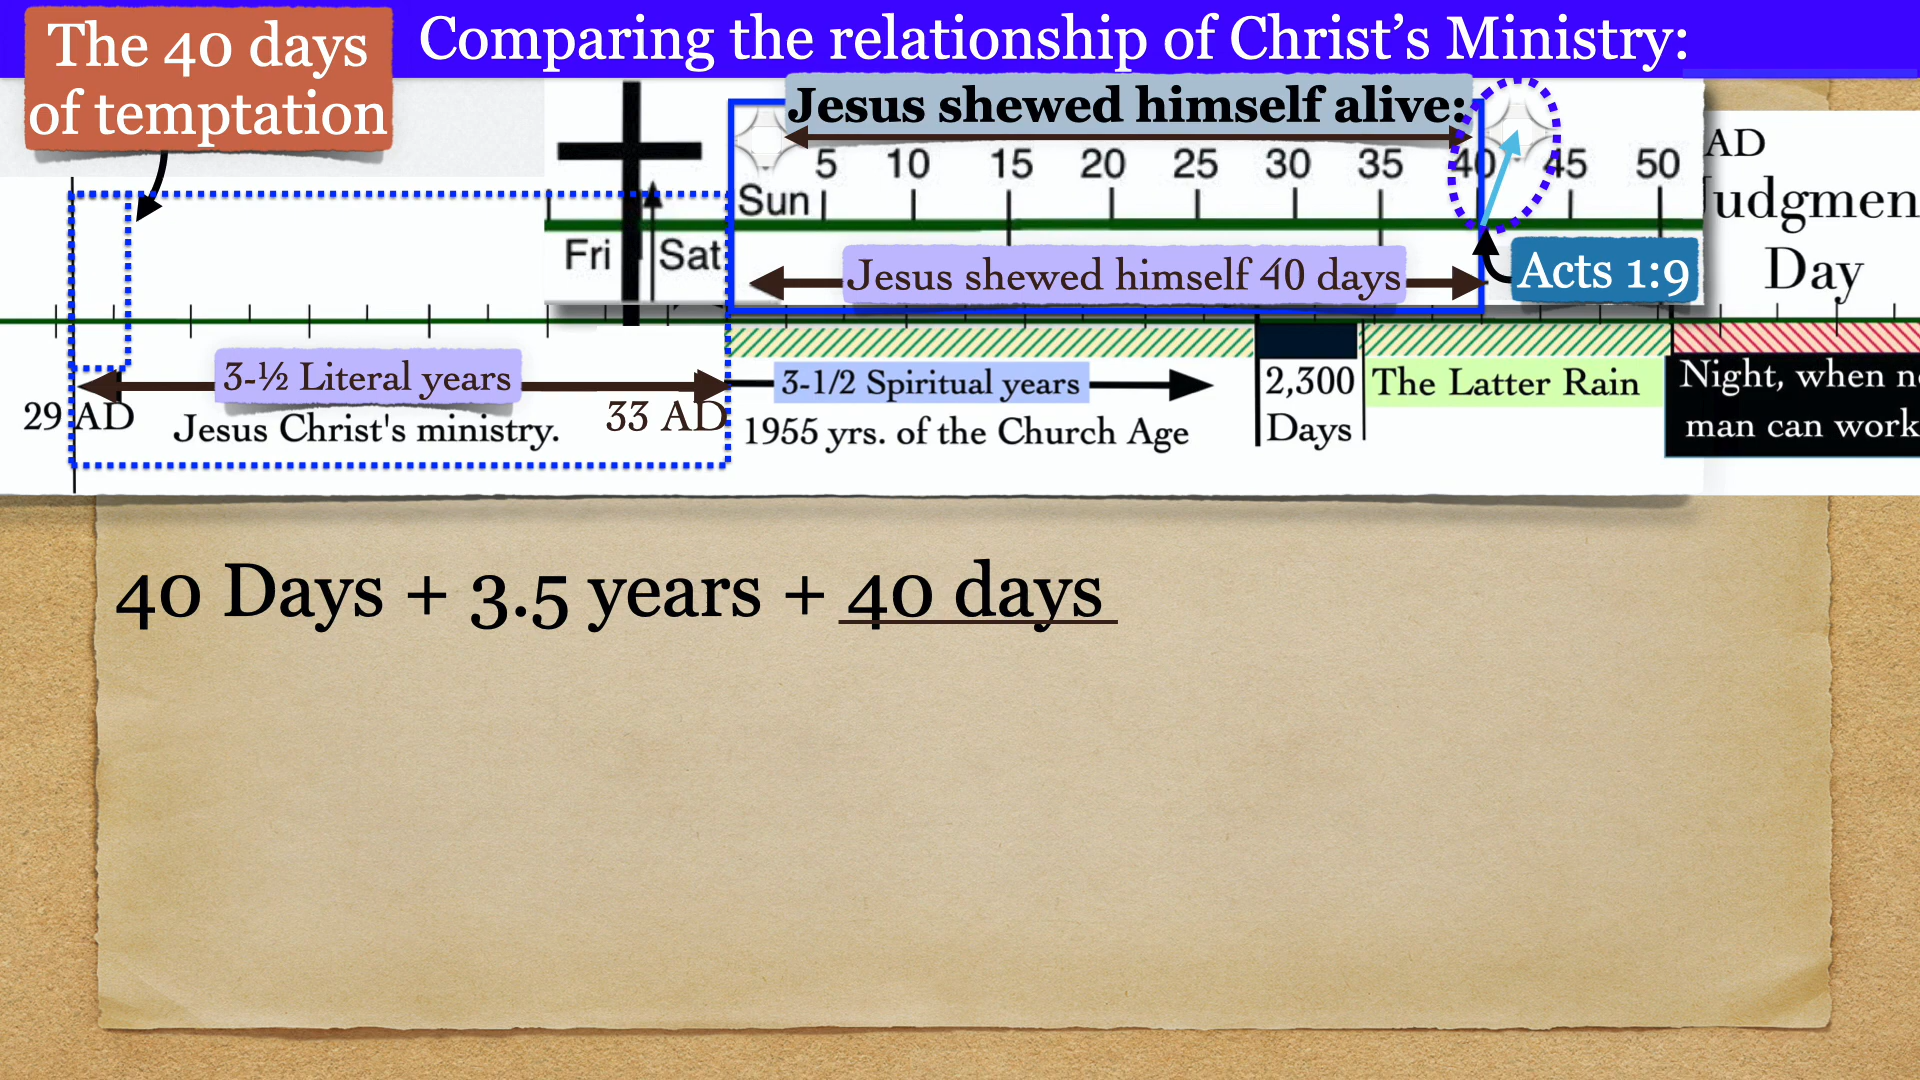 The 40 days
of temptation
Comparing the relationship of Christ's Ministry:
Jesus shewed himself alive:
5 10 15 20 25 30 35 40 45 50
Sun
Fri
Sat
Jesus shewed himself 40 days
Acts 1:9
AD
Judgmen
Day
3-½ Literal years
29 AD
Jesus Christ's ministry.
33 AD
3-1/2 Spiritual years
1955 yrs. of the Church Age
2,300
Days
The Latter Rain
Night, when no
man can work
40 Days + 3.5 years + 40 days